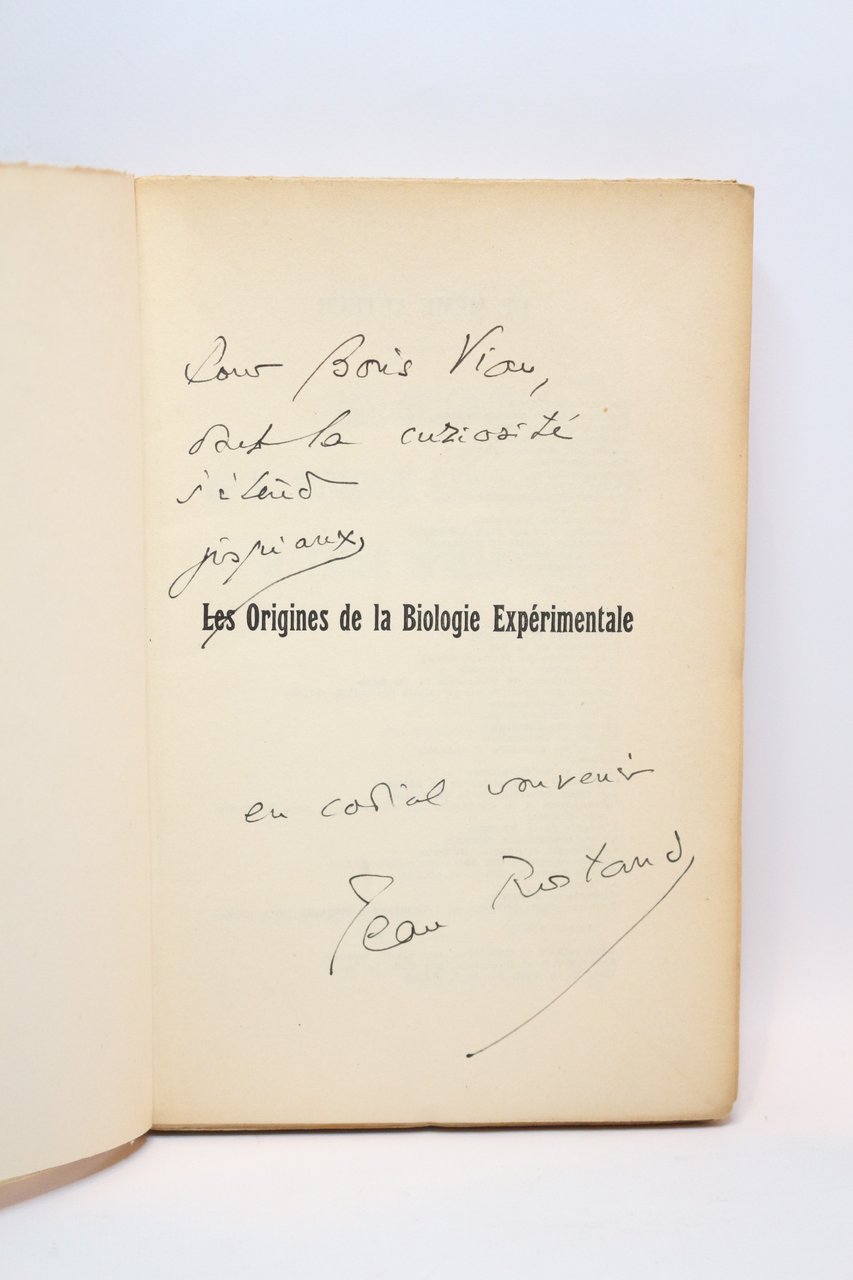 Pour Boris Vian,
dont la curiosité
s'étend
jusqu'aux
Les Origines de la Biologie Expérimentale
en cordial souvenir
Jean Rostand